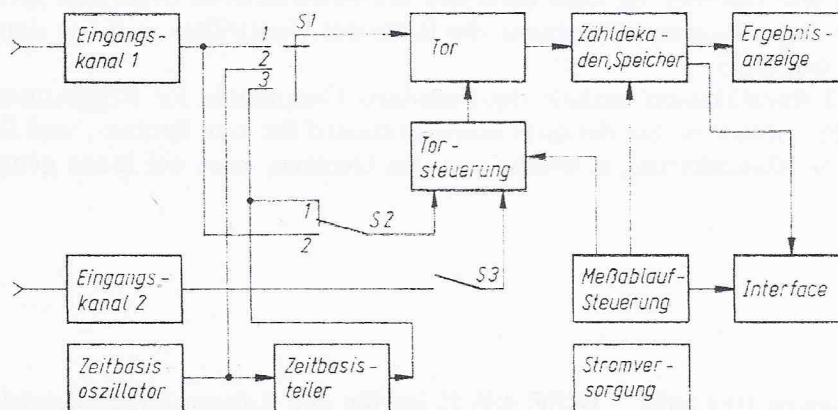 Eingangs-
kanal 1
S1
2
3
Tor
Zähldeka-
den,Speicher
Ergebnis-
anzeige
Tor-
steuerung
1
S2
2
Eingangs-
kanal 2
S3
Meßablauf-
Steuerung
Interface
Zeitbasis
oszillator
Zeitbasis-
teiler
Stromver-
sorgung